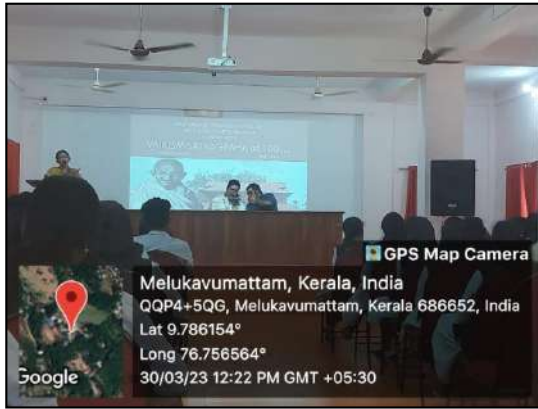 GPS Map Camera
Melukavumattam, Kerala, India
QQP4+5QG, Melukavumattam, Kerala 686652, India
Lat 9.786154°
Long 76.756564°
30/03/23 12:22 PM GMT +05:30
Google